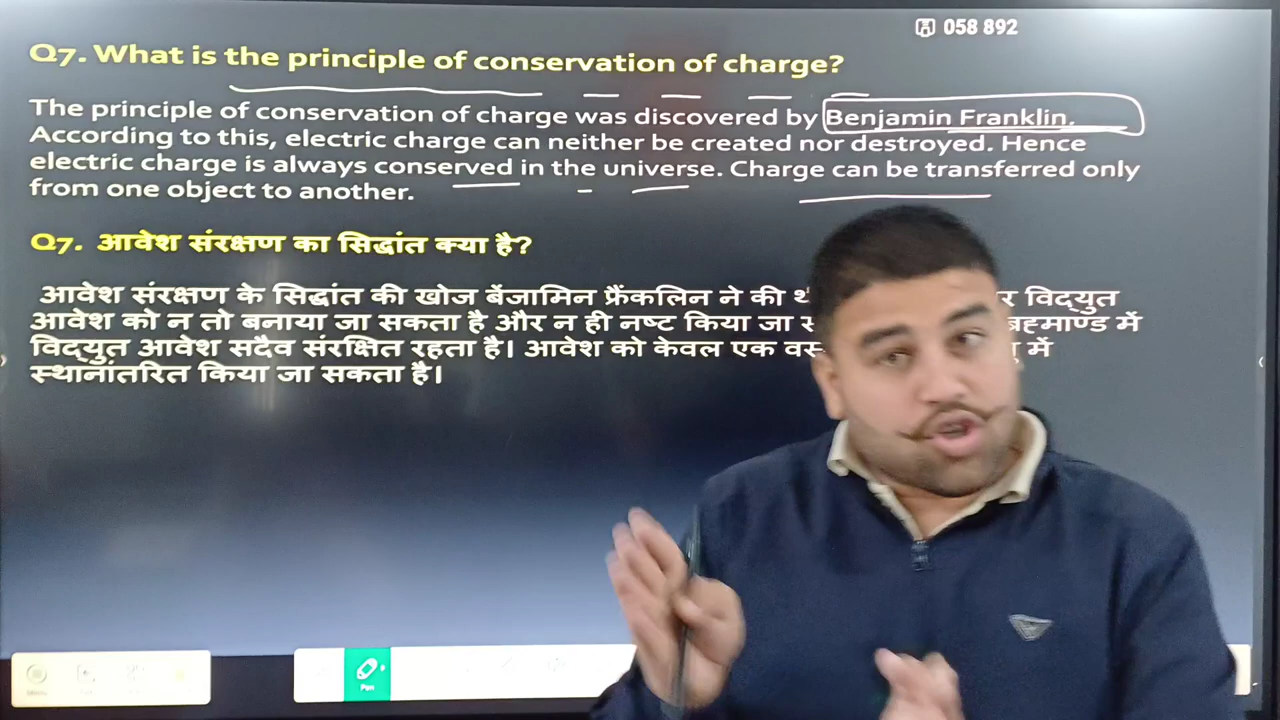 058 892
Q7. What is the principle of conservation of charge?
The principle of conservation of charge was discovered by Benjamin Franklin.
According to this, electric charge can neither be created nor destroyed. Hence
electric charge is always conserved in the universe. Charge can be transferred only
from one object to another.
Q7. आवेश संरक्षण का सिद्धांत क्या है?
आवेश संरक्षण के सिद्धांत की खोज बेंजामिन फ्रैंकलिन ने की विद्युत
आवेश को न तो बनाया जा सकता है और न ही नष्ट किया जा ब्रह्माण्ड में
विद्युत आवेश सदैव संरक्षित रहता है। आवेश को केवल एक में
स्थानांतरित किया जा सकता है।
Pen